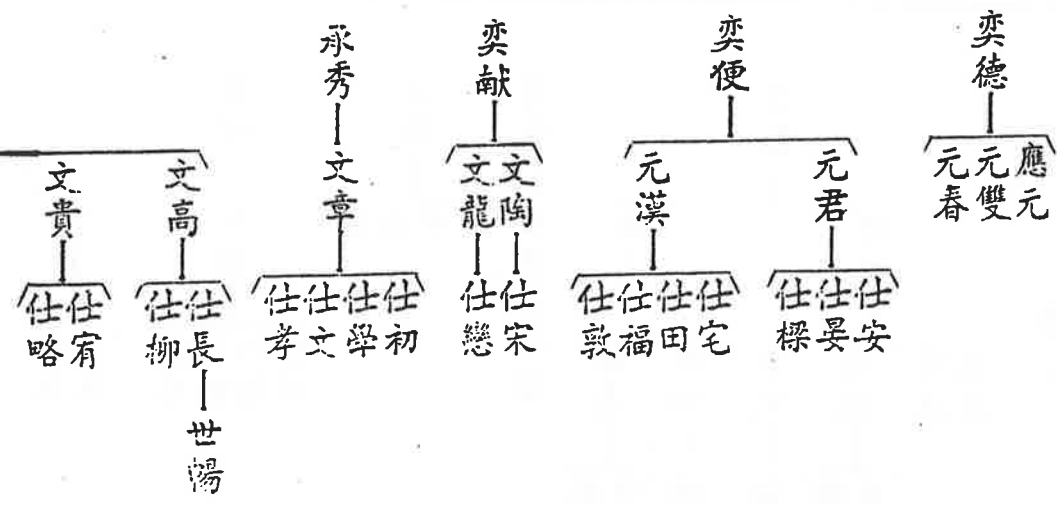 奕德
應元
元雙
元春
奕便
元君
仕安
仕晏
仕樑
元漢
仕宅
仕田
仕福
仕敦
奕献
文陶
仕宋
文龍
仕戀
承秀
文章
仕初
仕學
仕文
仕孝
文高
仕長
世暢
仕柳
文貴
仕宥
仕略